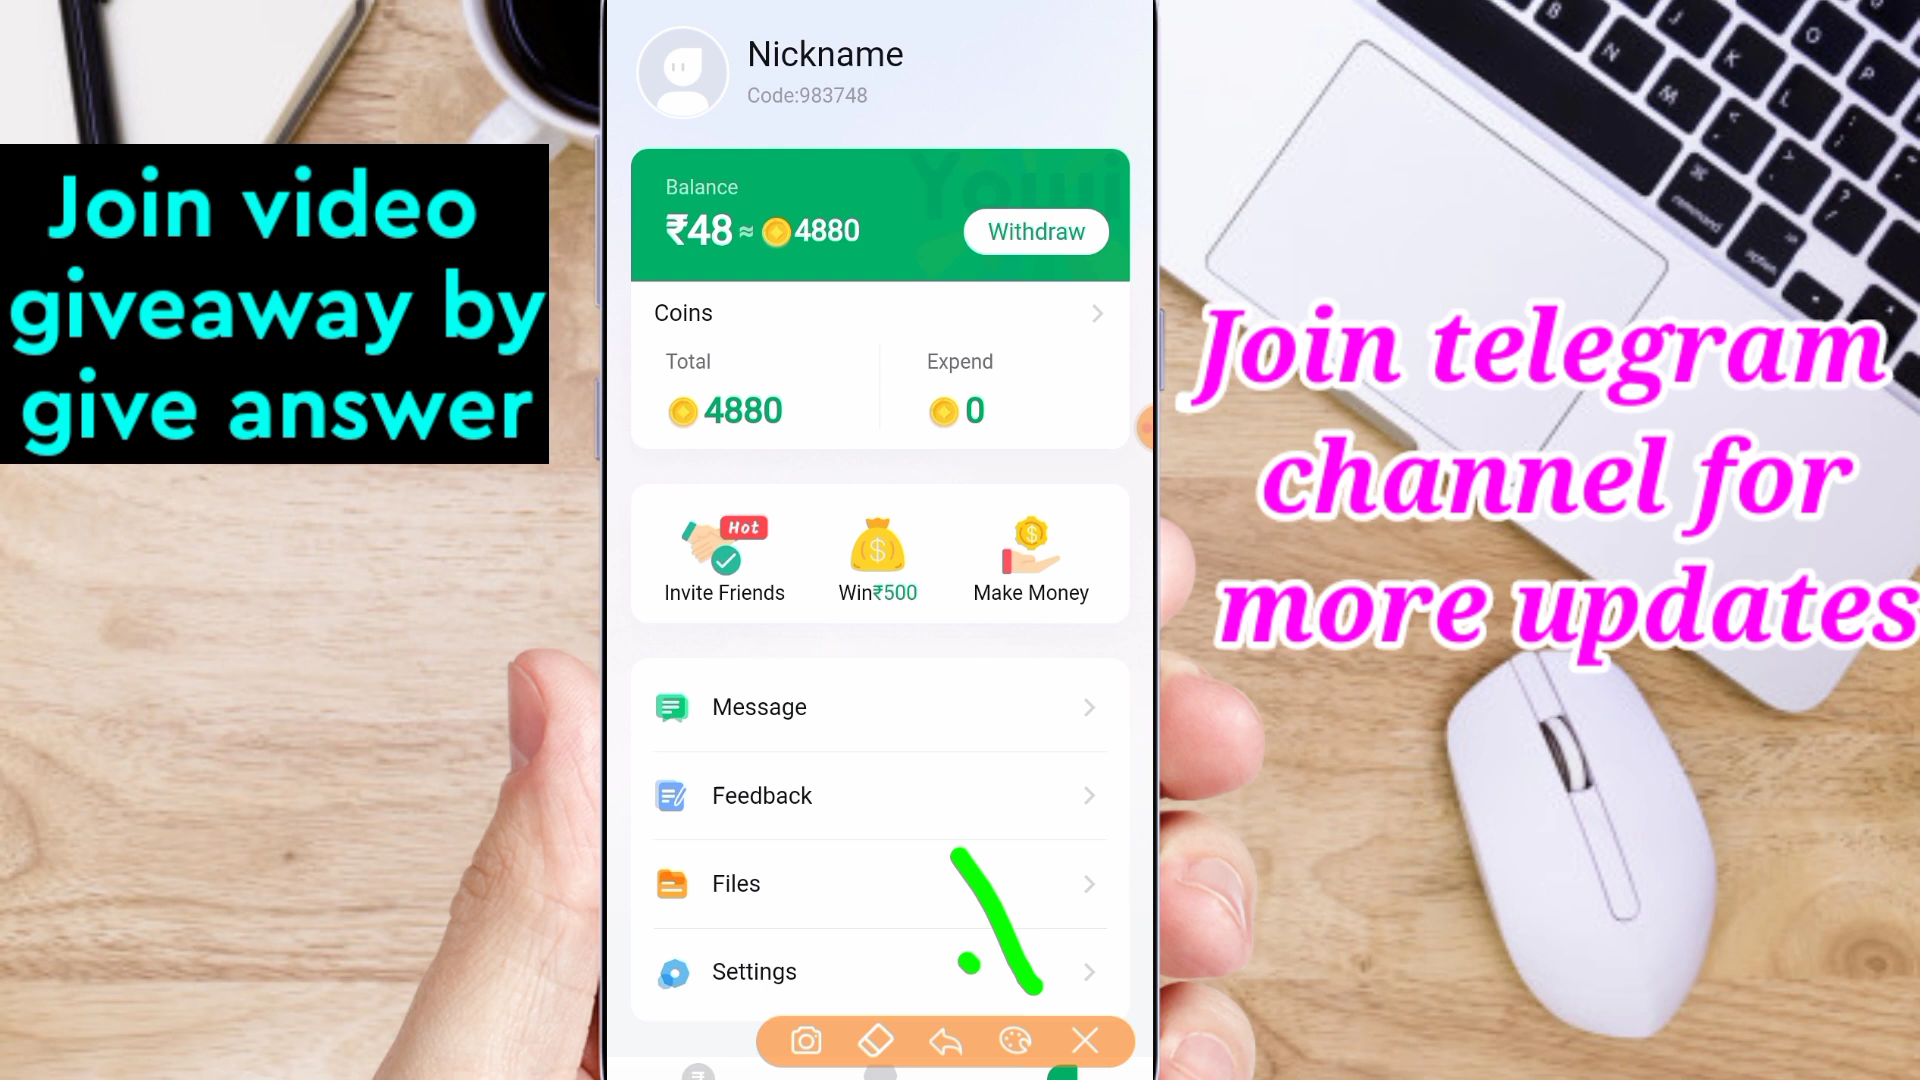 Nickname
Code:983748
Join video
giveaway by
give answer
Balance
₹48 ≈ 4880
Withdraw
Coins
Total
Expend
4880
0
Hot
Invite Friends
Win₹500
Make Money
Message
Feedback
Files
Settings
Join telegram
channel for
more updates